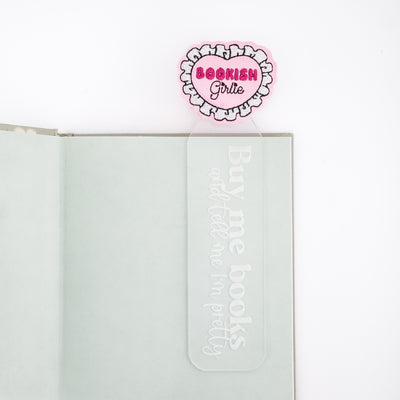 BOOKISH
Girlie
Buy me books
and tell me I'm pretty